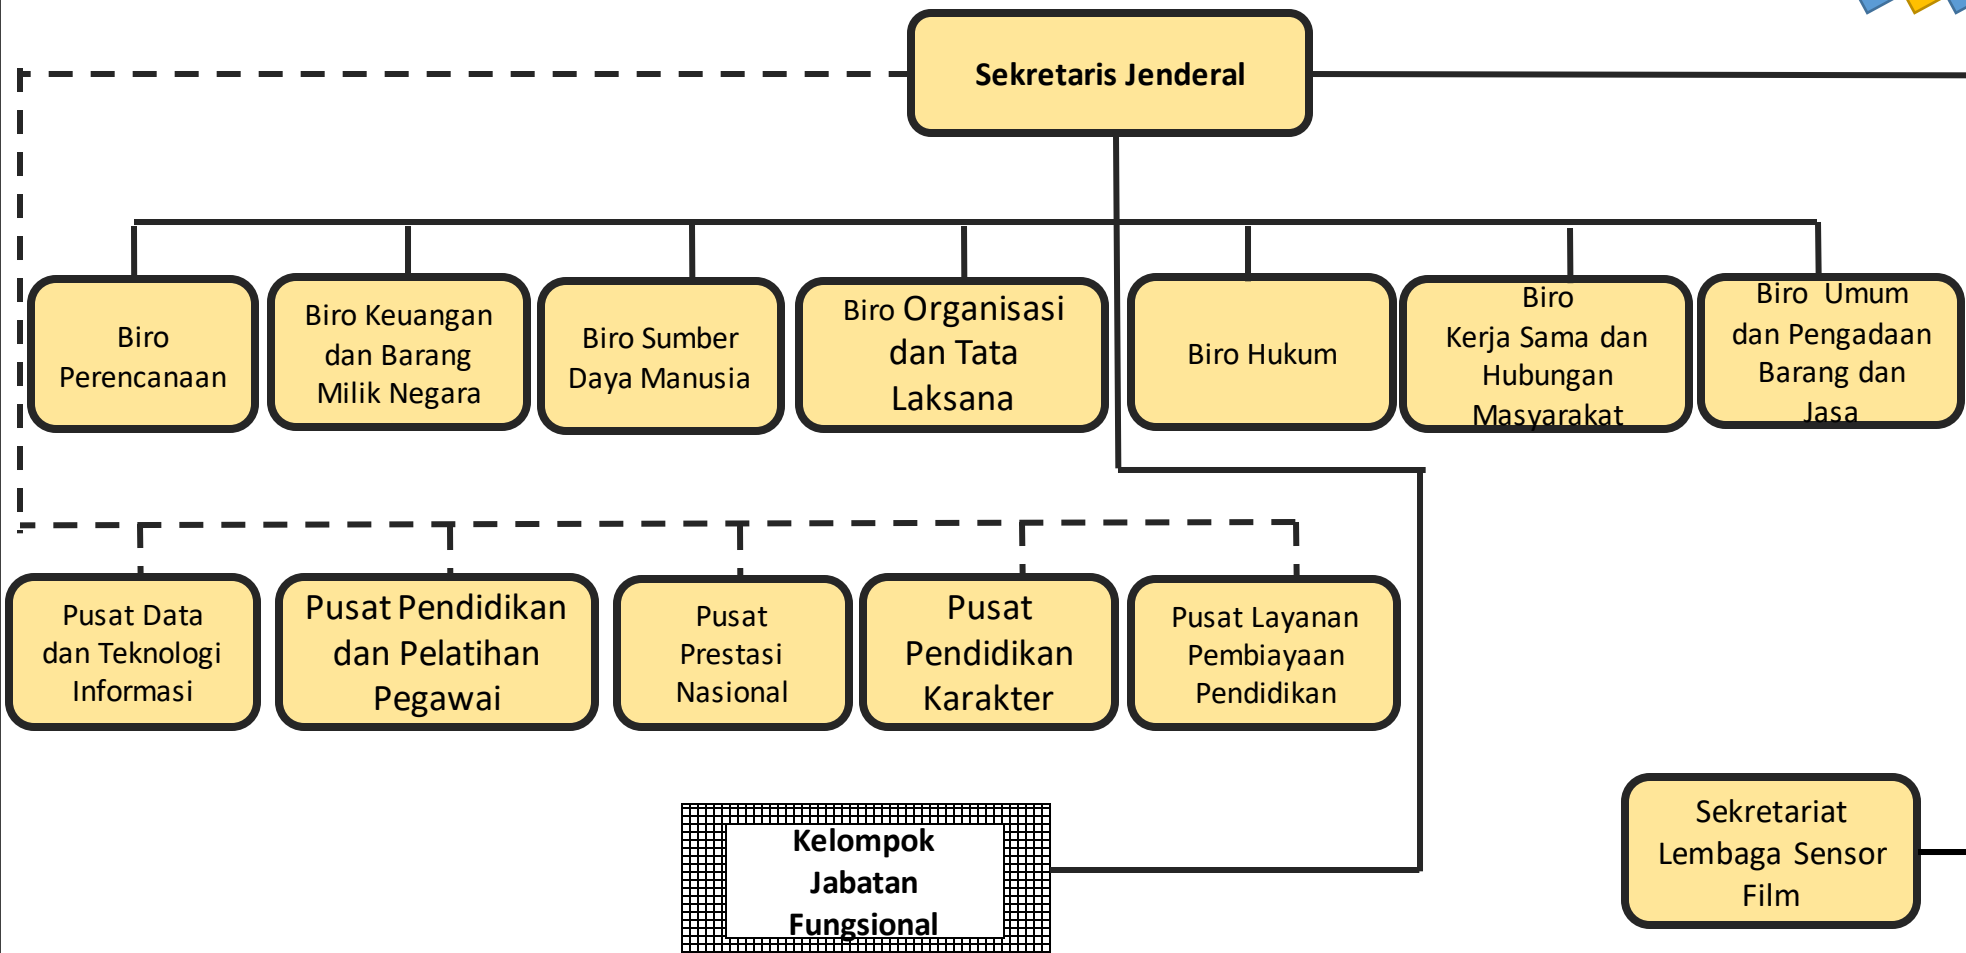 Sekretaris Jenderal
Biro
Perencanaan
Biro Keuangan
dan Barang
Milik Negara
Biro Sumber
Daya Manusia
Biro Organisasi
dan Tata
Laksana
Biro Hukum
Biro
Kerja Sama dan
Hubungan
Masyarakat
Biro Umum
dan Pengadaan
Barang dan
Jasa
Pusat Data
dan Teknologi
Informasi
Pusat Pendidikan
dan Pelatihan
Pegawai
Pusat
Prestasi
Nasional
Pusat
Pendidikan
Karakter
Pusat Layanan
Pembiayaan
Pendidikan
Kelompok
Jabatan
Fungsional
Sekretariat
Lembaga Sensor
Film